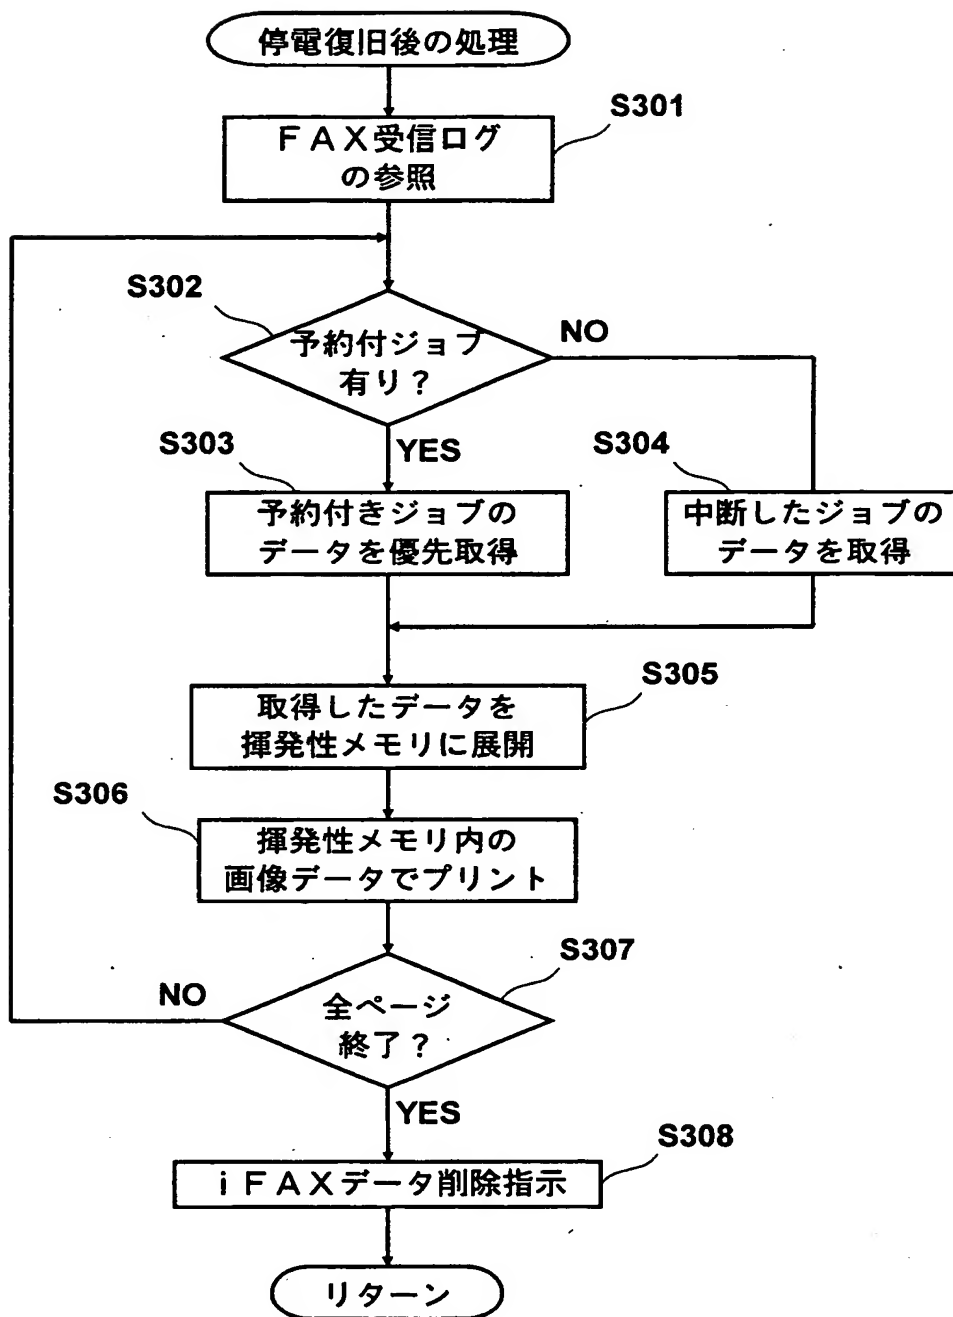 停電復旧後の処理
S301
ＦＡＸ受信ログ
の参照
S302
予約付ジョブ
有り？
NO
YES
S303
予約付きジョブの
データを優先取得
S304
中断したジョブの
データを取得
S305
取得したデータを
揮発性メモリに展開
S306
揮発性メモリ内の
画像データでプリント
S307
全ページ
終了？
NO
YES
S308
ｉＦＡＸデータ削除指示
リターン